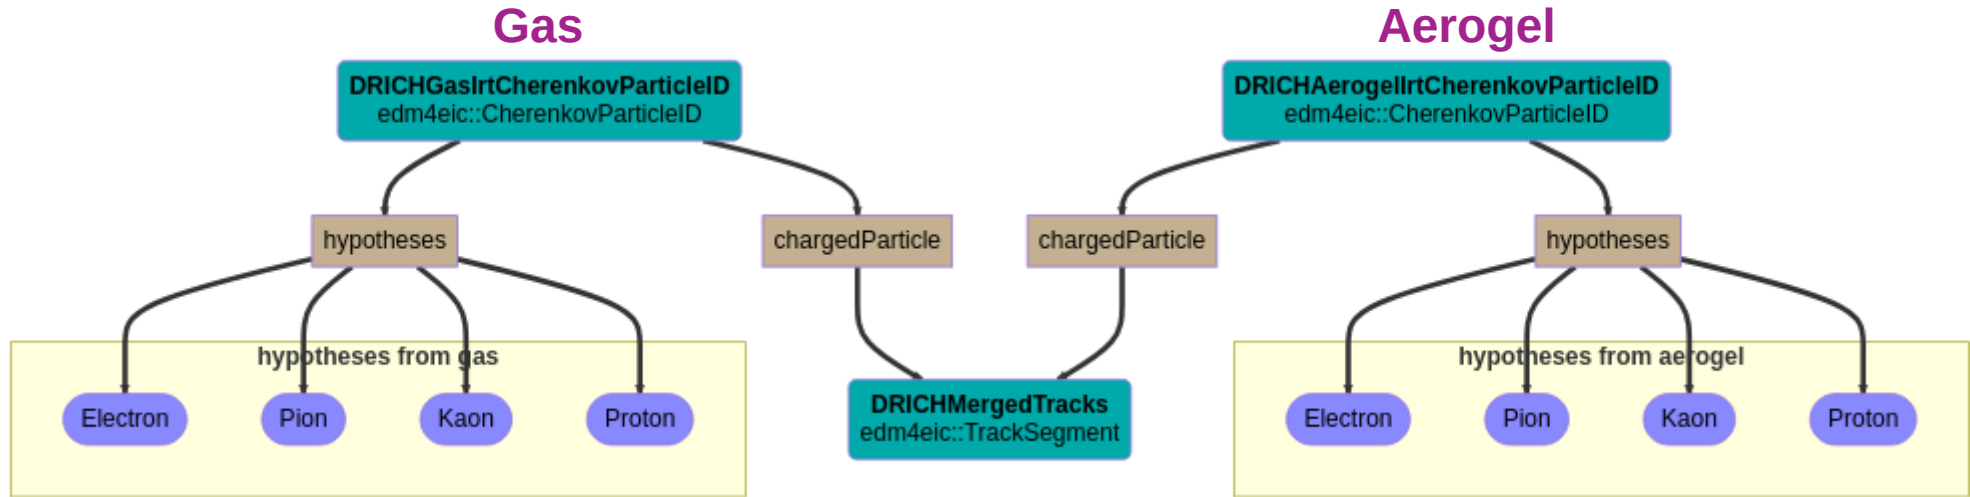 Gas
Aerogel
DRICHGasIrtCherenkovParticleID
edm4eic::CherenkovParticleID
DRICHAerogelIrtCherenkovParticleID
edm4eic::CherenkovParticleID
hypotheses
chargedParticle
chargedParticle
hypotheses
hypotheses from gas
hypotheses from aerogel
Electron
Pion
Kaon
Proton
DRICHMergedTracks
edm4eic::TrackSegment
Electron
Pion
Kaon
Proton